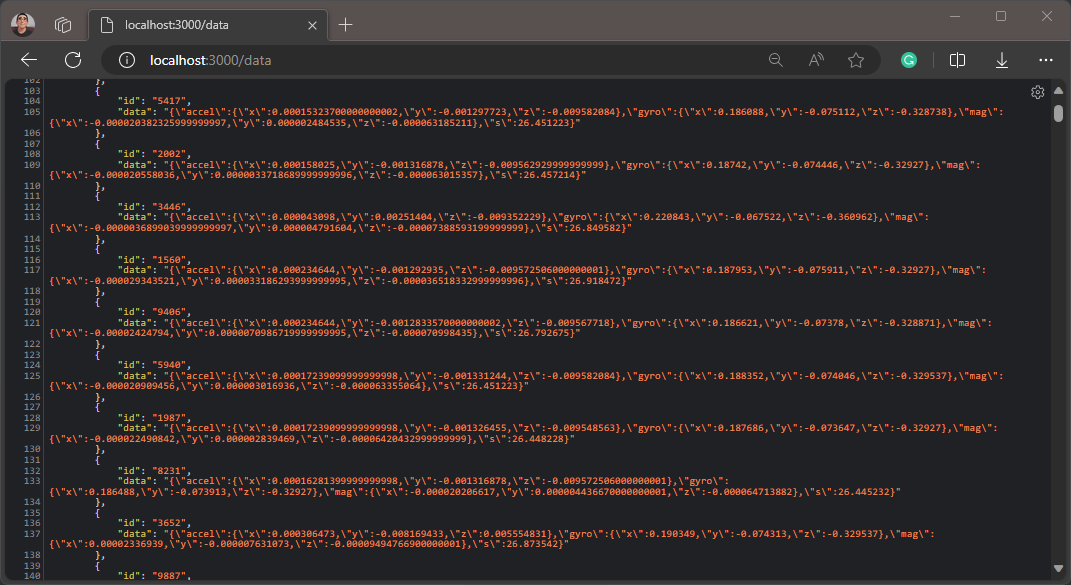 localhost:3000/data
localhost:3000/data
102 },
103 {
104 "id": "5417",
105 "data": "{\"accel\":{\"x\":0.00015323700000000002,\"y\":-0.001297723,\"z\":-0.009582084},\"gyro\":{\"x\":0.186088,\"y\":-0.075112,\"z\":-0.328738},\"mag\":
{\"x\":-0.000020382325999999997,\"y\":0.000002484535,\"z\":-0.000063185211},\"s\":26.451223}"
106 },
107 {
108 "id": "2002",
109 "data": "{\"accel\":{\"x\":0.000158025,\"y\":-0.001316878,\"z\":-0.009562929999999999},\"gyro\":{\"x\":0.18742,\"y\":-0.074446,\"z\":-0.32927},\"mag\":
{\"x\":-0.000020558036,\"y\":0.0000033718689999999996,\"z\":-0.000063015357},\"s\":26.457214}"
110 },
111 {
112 "id": "3446",
113 "data": "{\"accel\":{\"x\":0.000043098,\"y\":0.00251404,\"z\":-0.009352229},\"gyro\":{\"x\":0.220843,\"y\":-0.067522,\"z\":-0.360962},\"mag\":
{\"x\":-0.0000036899039999999997,\"y\":0.000004791604,\"z\":-0.00007388593199999999},\"s\":26.849582}"
114 },
115 {
116 "id": "1560",
117 "data": "{\"accel\":{\"x\":0.000234644,\"y\":-0.001292935,\"z\":-0.009572506000000001},\"gyro\":{\"x\":0.187953,\"y\":-0.075911,\"z\":-0.32927},\"mag\":
{\"x\":-0.000029343521,\"y\":0.000003318629399999995,\"z\":-0.000036518332999999996},\"s\":26.918472}"
118 },
119 {
120 "id": "9406",
121 "data": "{\"accel\":{\"x\":0.000234644,\"y\":-0.0012833570000000002,\"z\":-0.009567718},\"gyro\":{\"x\":0.186621,\"y\":-0.07378,\"z\":-0.328871},\"mag\":
{\"x\":-0.00002424794,\"y\":0.0000070986719999999995,\"z\":-0.000070998435},\"s\":26.792675}"
122 },
123 {
124 "id": "5940",
125 "data": "{\"accel\":{\"x\":0.00017239099999999998,\"y\":-0.001331244,\"z\":-0.009582084},\"gyro\":{\"x\":0.188352,\"y\":-0.074046,\"z\":-0.329537},\"mag\":
{\"x\":-0.000020909456,\"y\":0.000003016936,\"z\":-0.000063355064},\"s\":26.451223}"
126 },
127 {
128 "id": "1987",
129 "data": "{\"accel\":{\"x\":0.00017239099999999998,\"y\":-0.001326455,\"z\":-0.009548563},\"gyro\":{\"x\":0.187686,\"y\":-0.073647,\"z\":-0.32927},\"mag\":
{\"x\":-0.000022490842,\"y\":0.000002839469,\"z\":-0.00006420432999999999},\"s\":26.448228}"
130 },
131 {
132 "id": "8231",
133 "data": "{\"accel\":{\"x\":0.00016281399999999998,\"y\":-0.001316878,\"z\":-0.009572506000000001},\"gyro\":
{\"x\":0.186488,\"y\":-0.073913,\"z\":-0.32927},\"mag\":{\"x\":-0.000020206617,\"y\":0.000004436670000000001,\"z\":-0.000064713882},\"s\":26.445232}"
134 },
135 {
136 "id": "3652",
137 "data": "{\"accel\":{\"x\":0.000306473,\"y\":-0.008169433,\"z\":0.005554831},\"gyro\":{\"x\":0.190349,\"y\":-0.074313,\"z\":-0.329537},\"mag\":
{\"x\":0.00002336939,\"y\":-0.000007631073,\"z\":-0.00009494766900000001},\"s\":26.873542}"
138 },
139 {
140 "id": "9887",